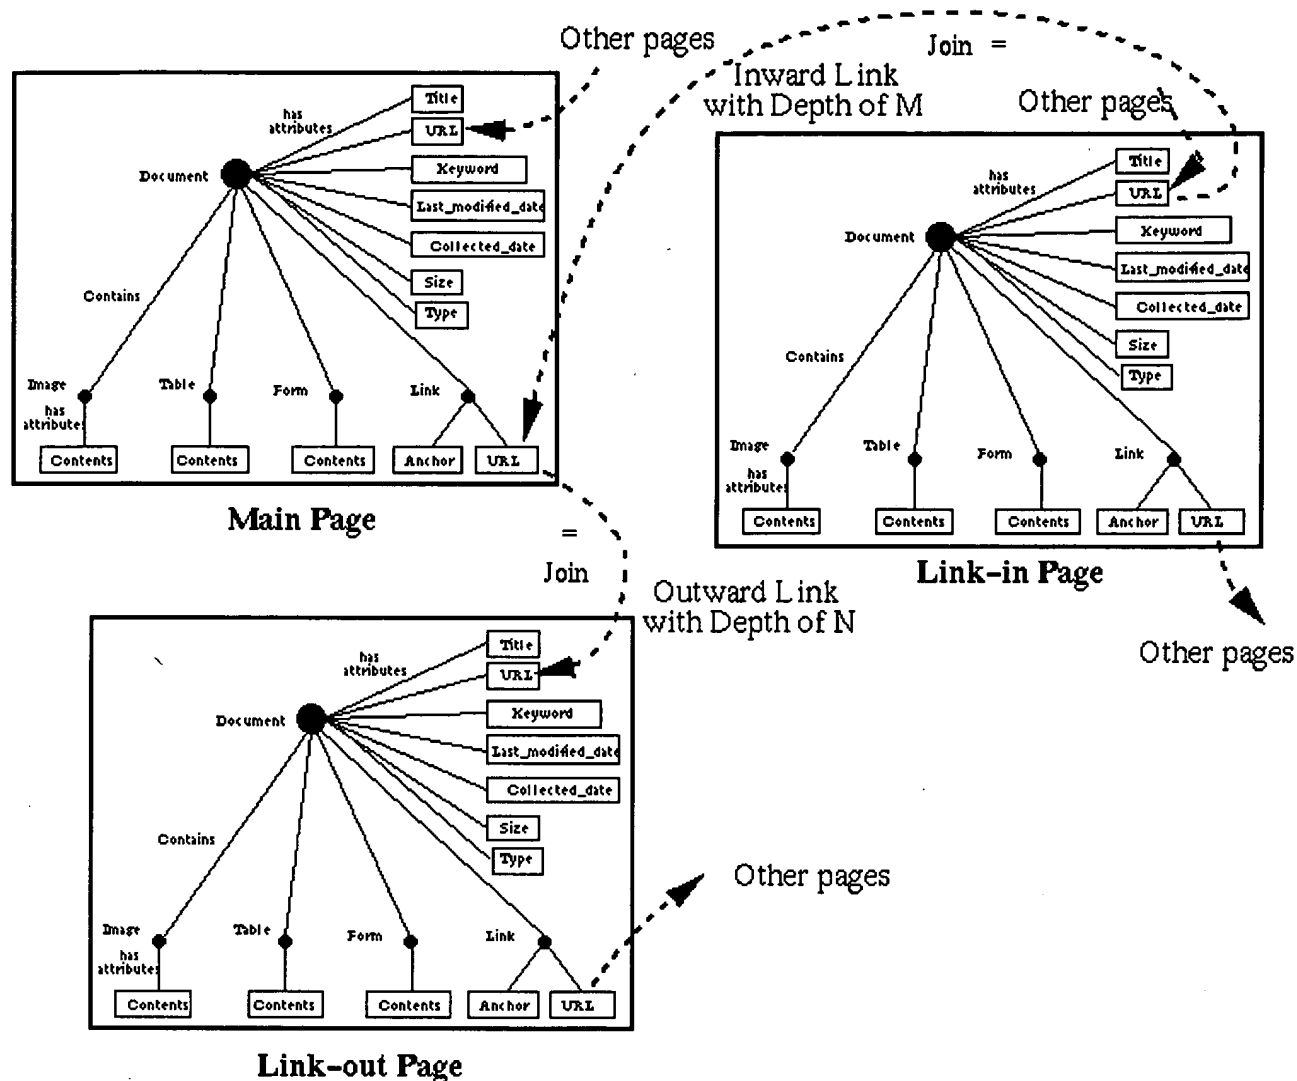 Other pages
Join =
Inward Link
with Depth of M
Other pages
Title
has
attributes
URL
Document
Keyword
Last_modified_date
Collected_date
Size
Type
Contains
Image
Table
Form
Link
has
attributes
Contents
Contents
Contents
Anchor
URL
Main Page
Title
has
attributes
URL
Document
Keyword
Last_modified_date
Collected_date
Size
Type
Contains
Image
Table
Form
Link
has
attributes
Contents
Contents
Contents
Anchor
URL
Link-in Page
Other pages
=
Join
Outward Link
with Depth of N
Title
has
attributes
URL
Document
Keyword
Last_modified_date
Collected_date
Size
Type
Contains
Image
Table
Form
Link
has
attributes
Contents
Contents
Contents
Anchor
URL
Other pages
Link-out Page